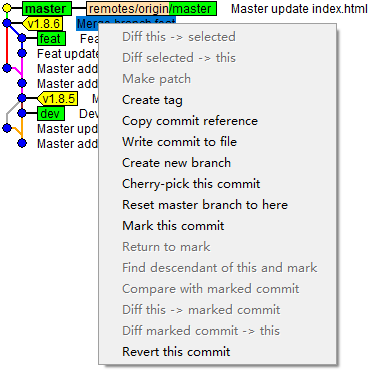 master remotes/origin/master Master update index.html
v1.8.6 Merge branch feat
feat Fea
Feat update
Master add
Master add
v1.8.5 M
dev De
Master upd
Master add
Diff this -> selected
Diff selected -> this
Make patch
Create tag
Copy commit reference
Write commit to file
Create new branch
Cherry-pick this commit
Reset master branch to here
Mark this commit
Return to mark
Find descendant of this and mark
Compare with marked commit
Diff this -> marked commit
Diff marked commit -> this
Revert this commit